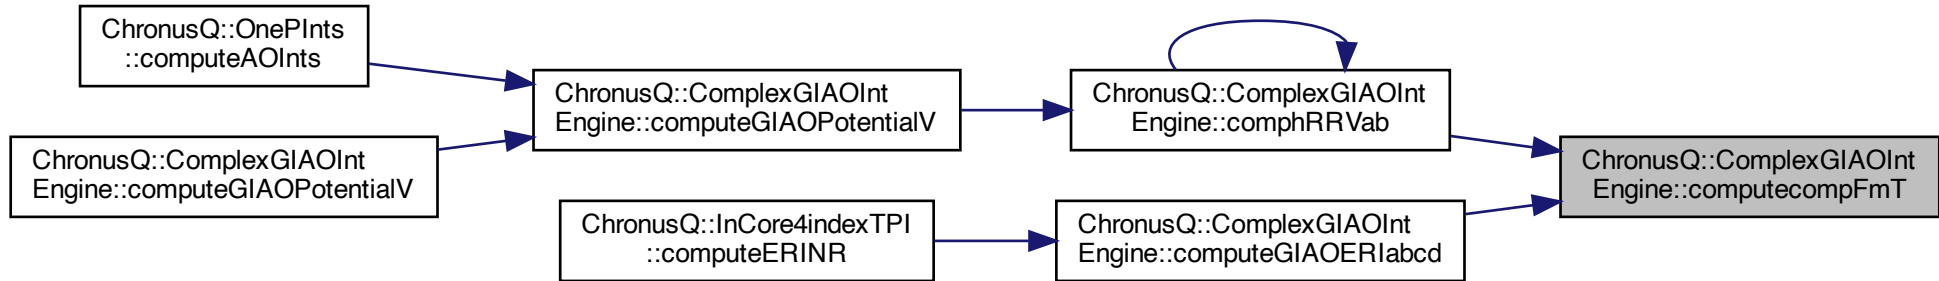 ChronusQ::OnePInts
::computeAOInts
ChronusQ::ComplexGIAOInt
Engine::computeGIAOPotentialV
ChronusQ::ComplexGIAOInt
Engine::computeGIAOPotentialV
ChronusQ::ComplexGIAOInt
Engine::comphRRVab
ChronusQ::ComplexGIAOInt
Engine::computecompFmT
ChronusQ::InCore4indexTPI
::computeERINR
ChronusQ::ComplexGIAOInt
Engine::computeGIAOERIabcd